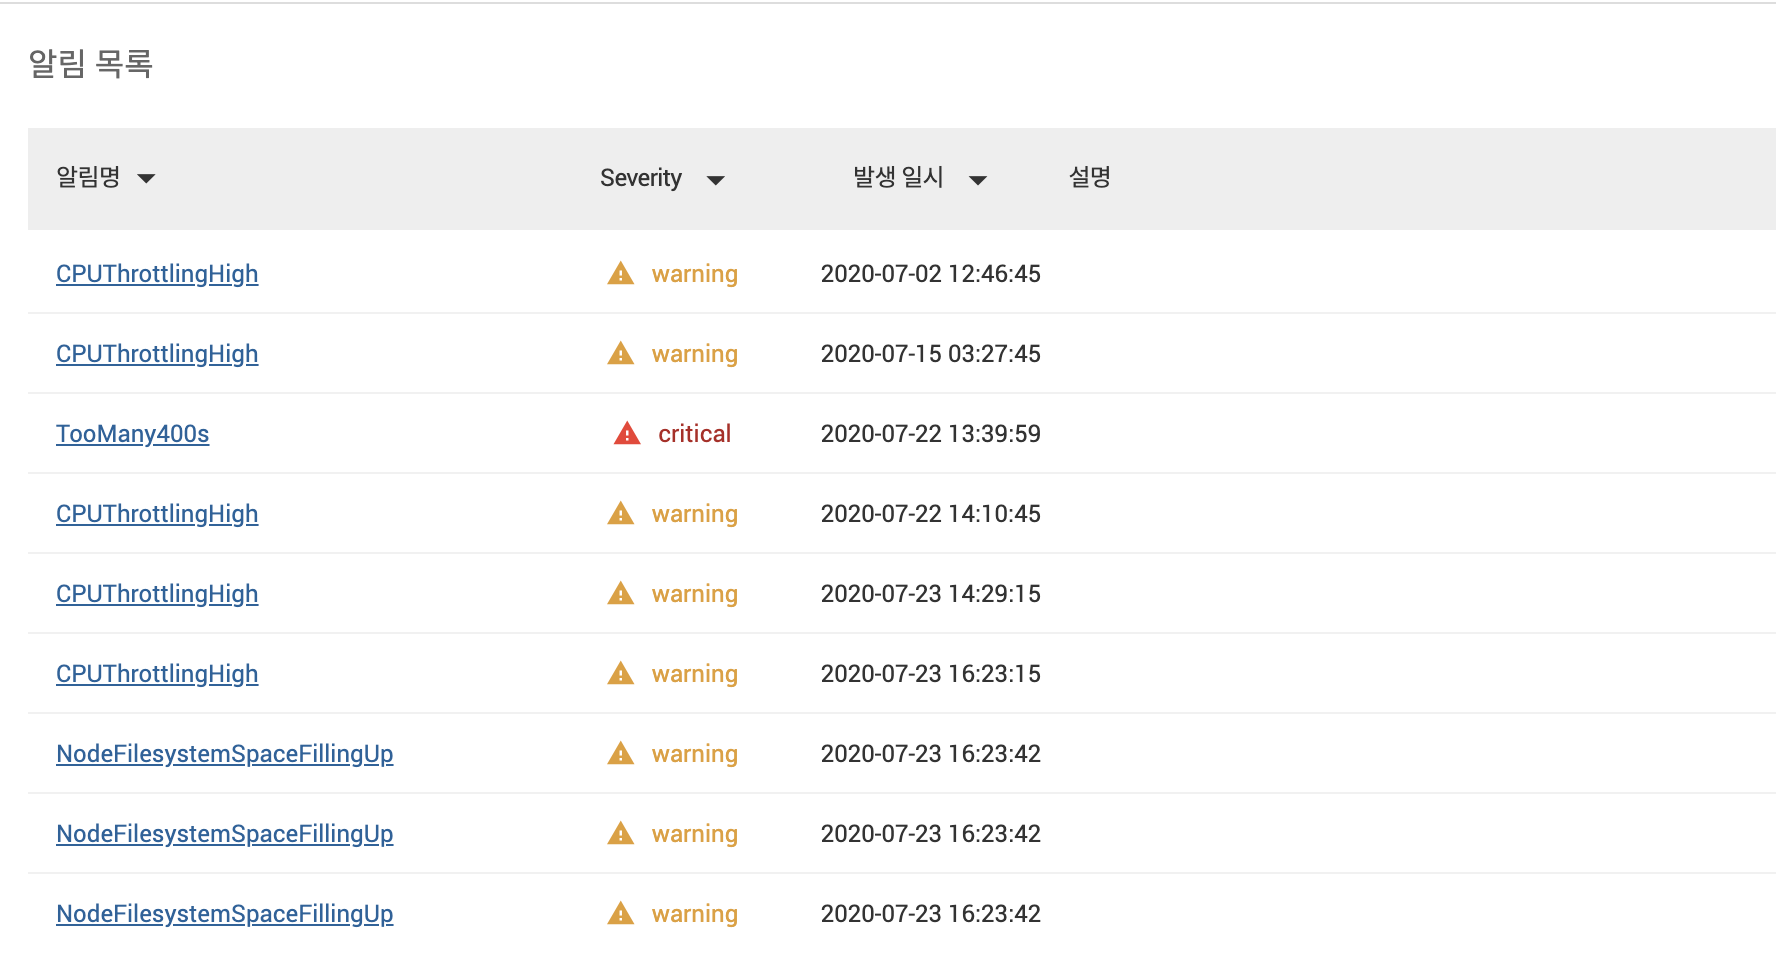 알림 목록
알림명 Severity 발생 일시 설명
CPUThrottlingHigh warning 2020-07-02 12:46:45
CPUThrottlingHigh warning 2020-07-15 03:27:45
TooMany400s critical 2020-07-22 13:39:59
CPUThrottlingHigh warning 2020-07-22 14:10:45
CPUThrottlingHigh warning 2020-07-23 14:29:15
CPUThrottlingHigh warning 2020-07-23 16:23:15
NodeFilesystemSpaceFillingUp warning 2020-07-23 16:23:42
NodeFilesystemSpaceFillingUp warning 2020-07-23 16:23:42
NodeFilesystemSpaceFillingUp warning 2020-07-23 16:23:42